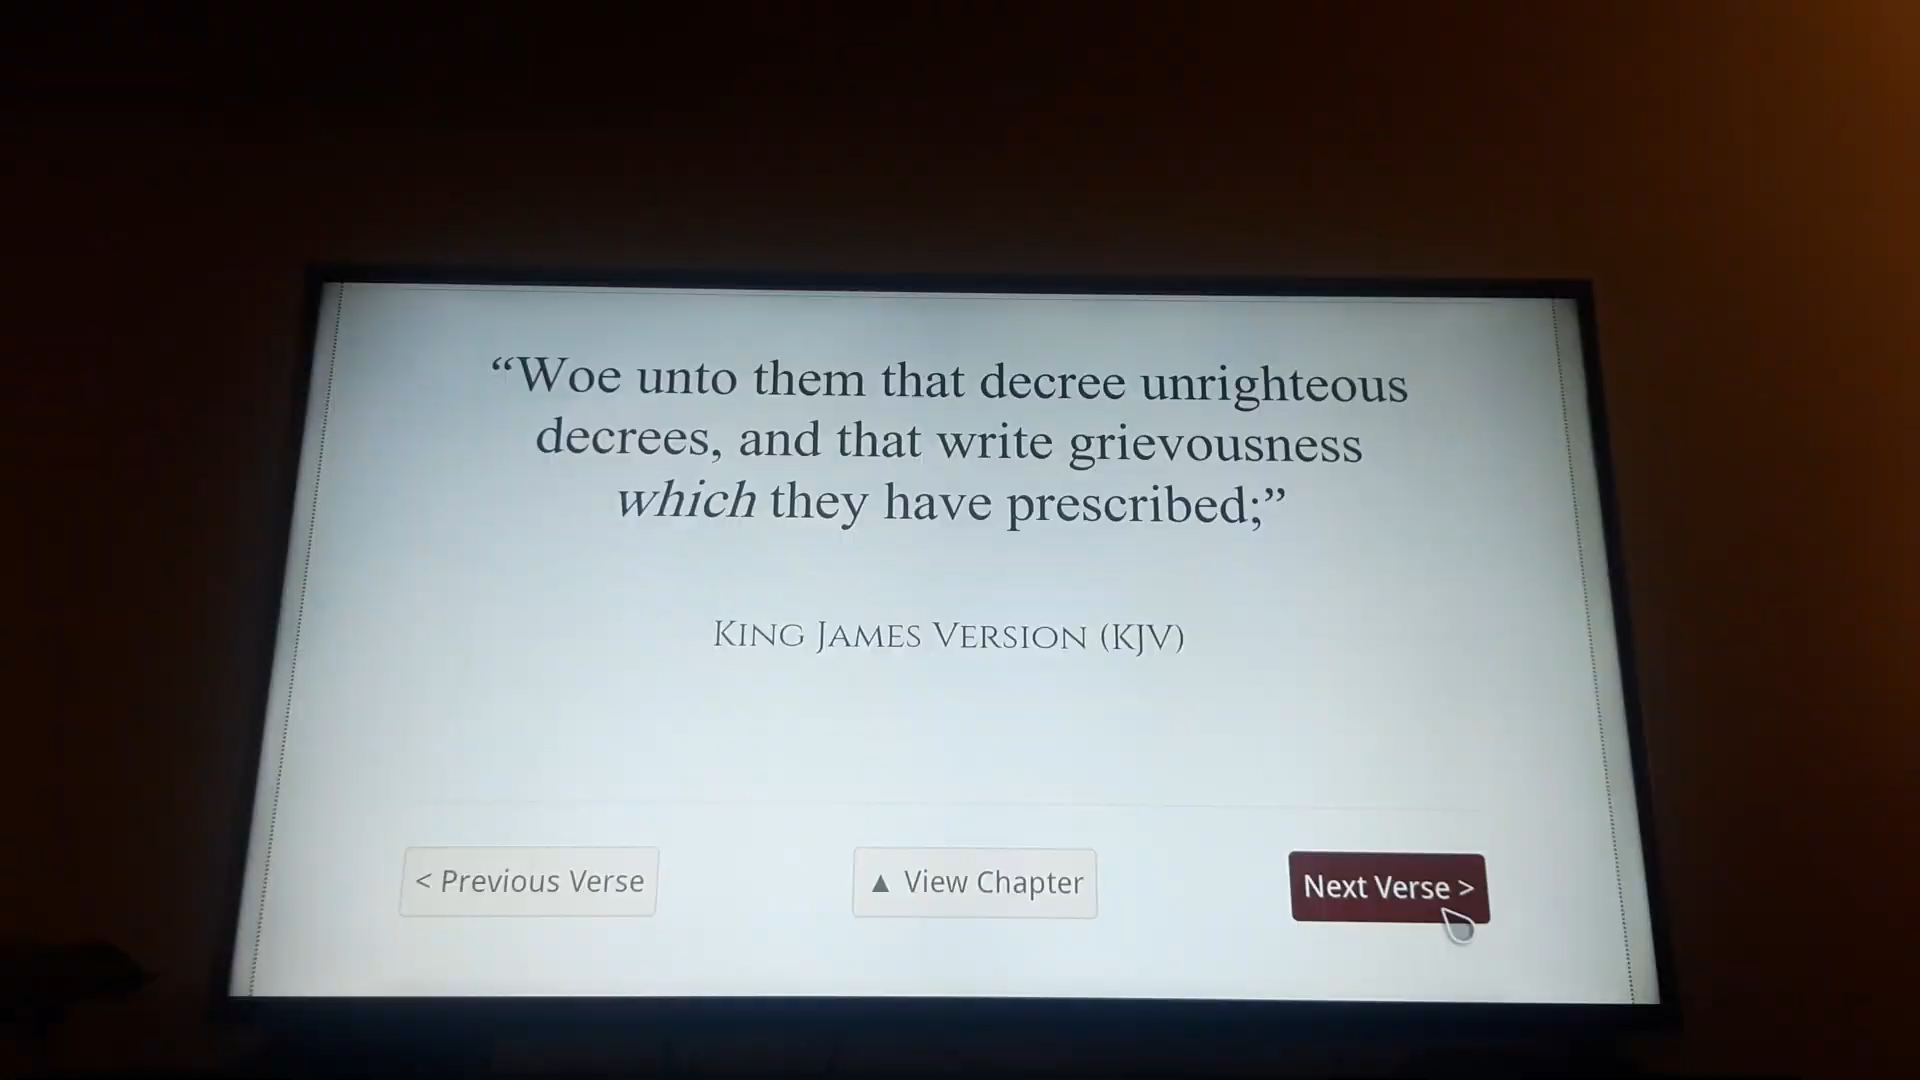 “Woe unto them that decree unrighteous
decrees, and that write grievousness
which they have prescribed;”
King James Version (KJV)
< Previous Verse
▲ View Chapter
Next Verse >